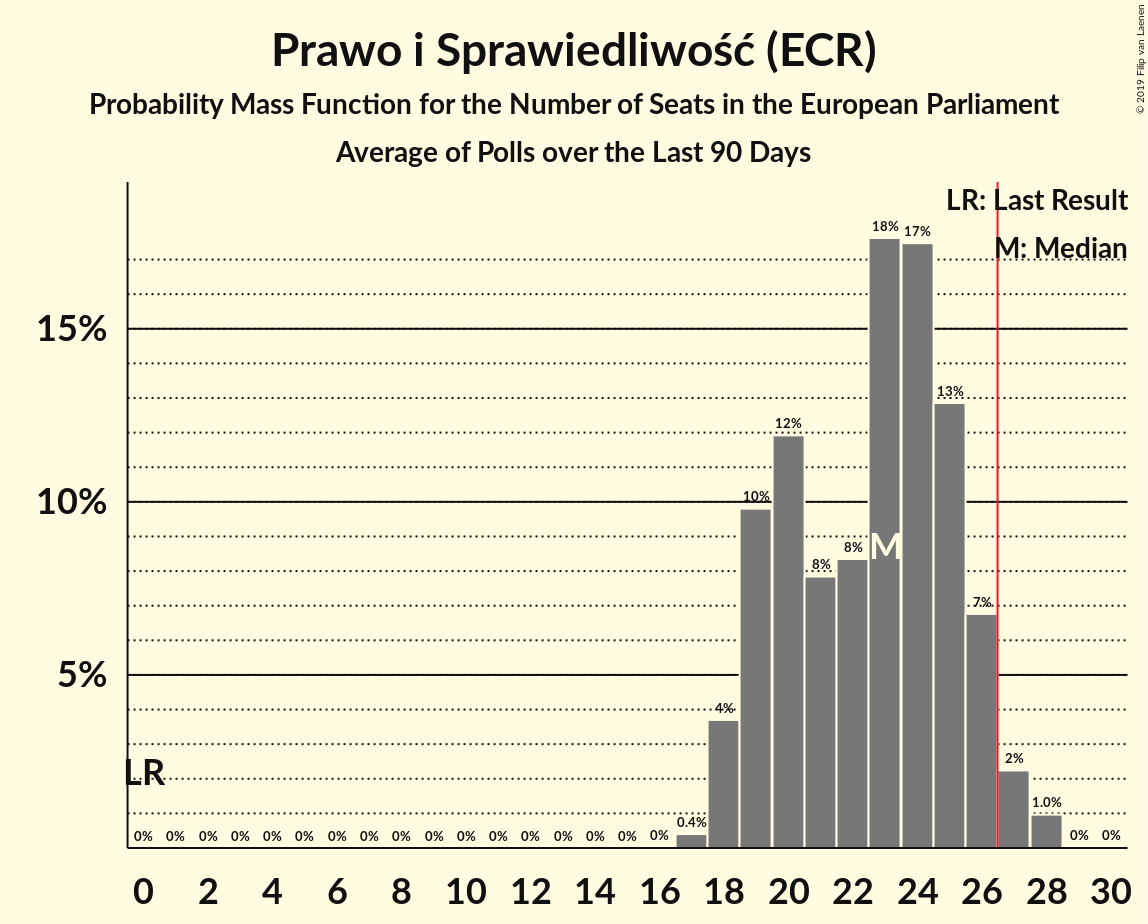 Prawo i Sprawiedliwość (ECR)
Probability Mass Function for the Number of Seats in the European Parliament
Average of Polls over the Last 90 Days
© 2019 Filip van Laenen
LR: Last Result
M: Median
18% 17%
15%
13%
12%
10% 10%
M
8% 8%
7%
5%
4%
LR
2%
1.0%
0.4%
0% 0% 0% 0% 0% 0% 0% 0% 0% 0% 0% 0% 0% 0% 0% 0% 0% 0% 0%
0 2 4 6 8 10 12 14 16 18 20 22 24 26 28 30